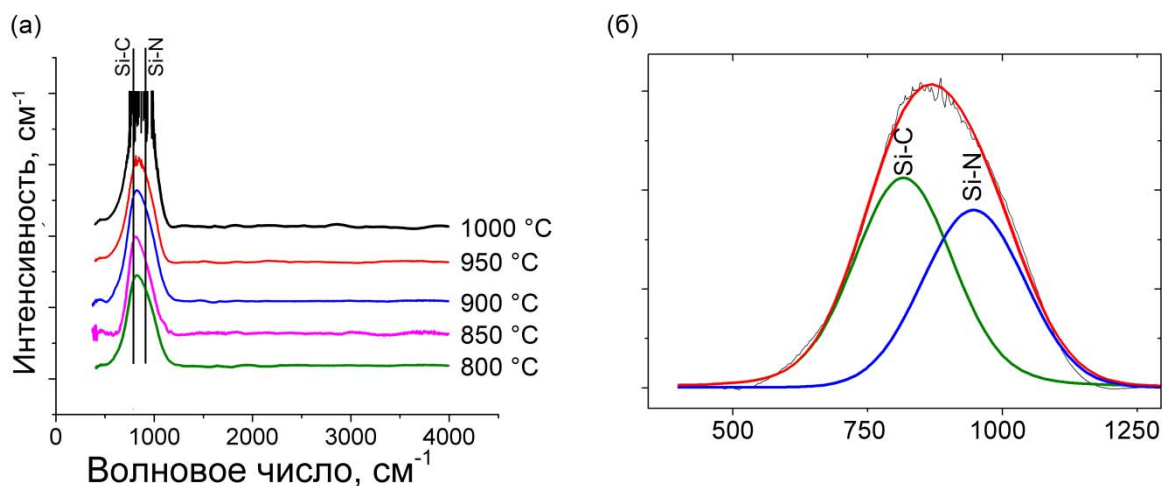 (а)
Si-C
Si-N
Интенсивность, см⁻¹
1000 °C
950 °C
900 °C
850 °C
800 °C
0 1000 2000 3000 4000
Волновое число, см⁻¹
(б)
Si-C
Si-N
500 750 1000 1250